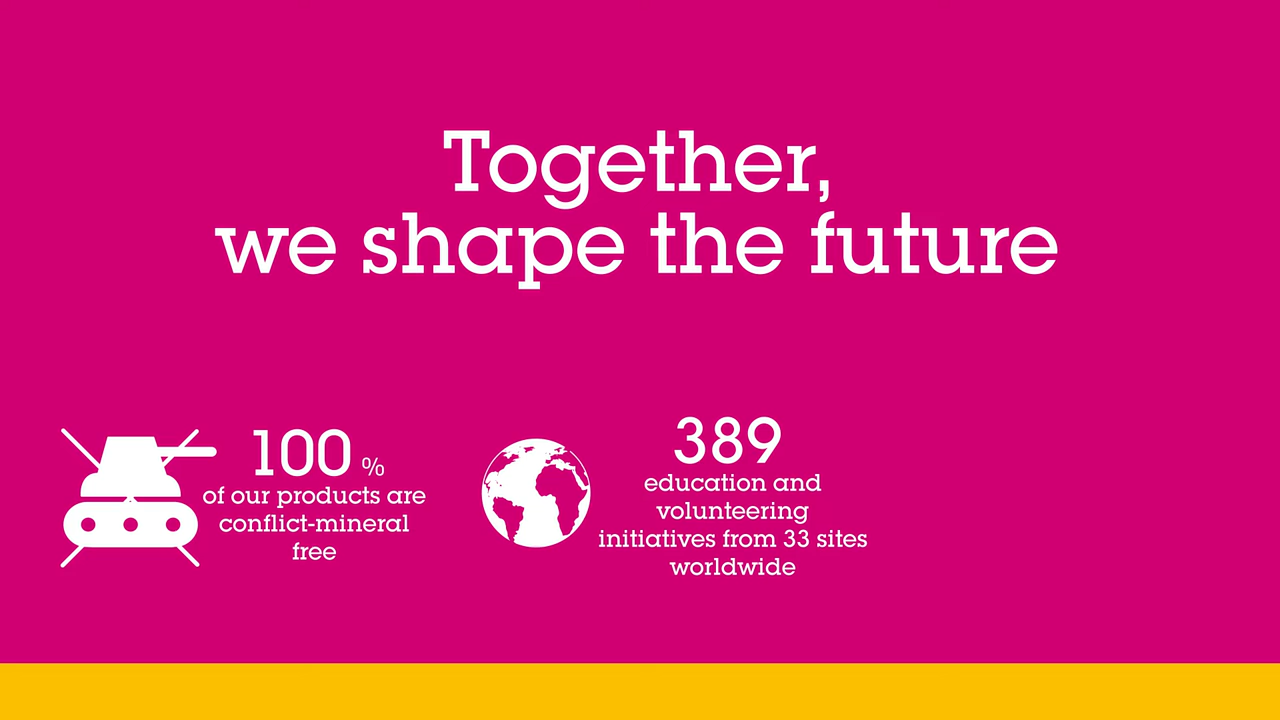 Together,
we shape the future
100 %
of our products are
conflict-mineral
free
389
education and
volunteering
initiatives from 33 sites
worldwide